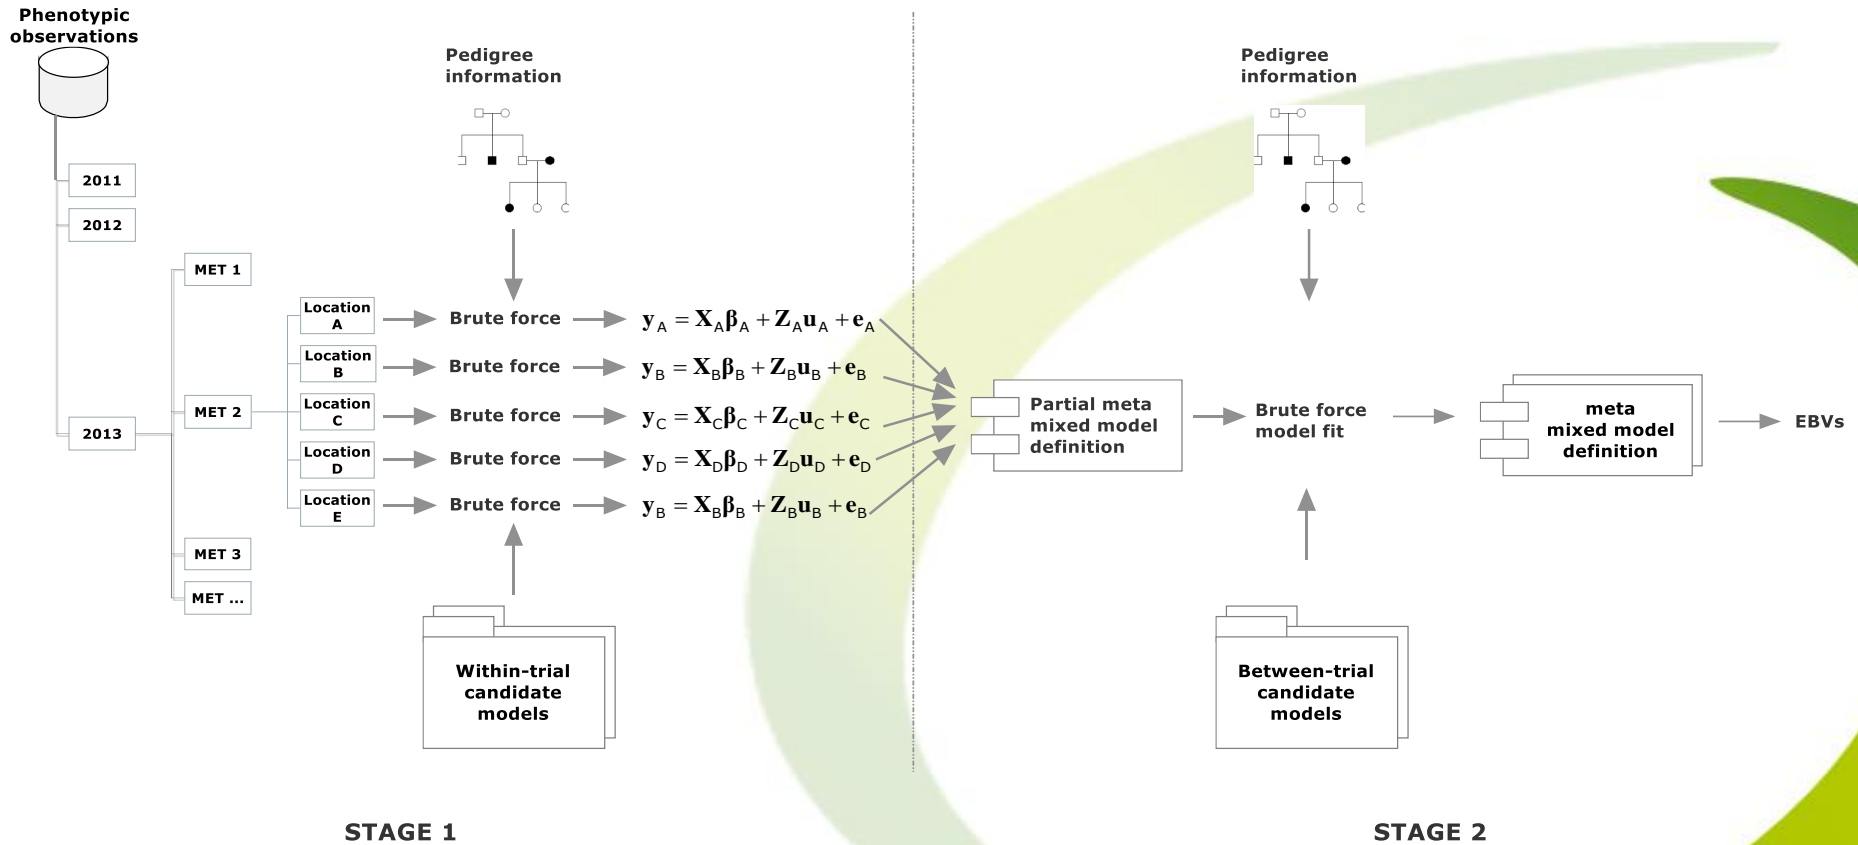 Phenotypic
observations
2011
2012
2013
MET 1
MET 2
MET 3
MET ...
Pedigree
information
Location
A
Brute force
y_A = X_Aβ_A + Z_Au_A + e_A
Location
B
Brute force
y_B = X_Bβ_B + Z_Bu_B + e_B
Location
C
Brute force
y_C = X_Cβ_C + Z_Cu_C + e_C
Location
D
Brute force
y_D = X_Dβ_D + Z_Du_D + e_D
Location
E
Brute force
y_B = X_Bβ_B + Z_Bu_B + e_B
Within-trial
candidate
models
STAGE 1
Pedigree
information
Partial meta
mixed model
definition
Brute force
model fit
meta
mixed model
definition
EBVs
Between-trial
candidate
models
STAGE 2